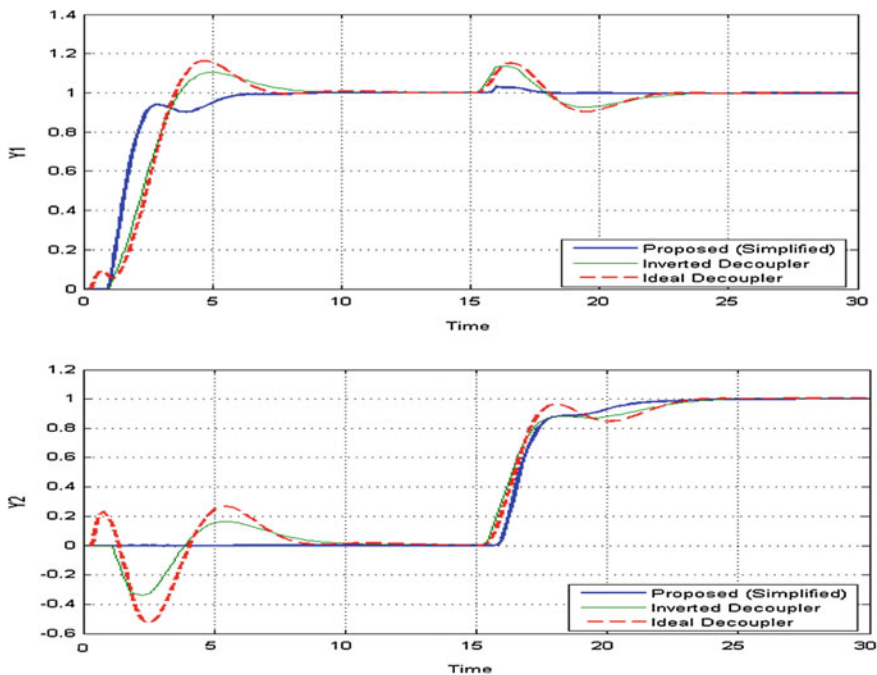 1.4
1.2
1
0.8
0.6
0.4
0.2
0
Y1
0 5 10 15 20 25 30
Time
Proposed (Simplified)
Inverted Decoupler
Ideal Decoupler
1.2
1
0.8
0.6
0.4
0.2
0
-0.2
-0.4
-0.6
Y2
0 5 10 15 20 25 30
Time
Proposed (Simplified)
Inverted Decoupler
Ideal Decoupler